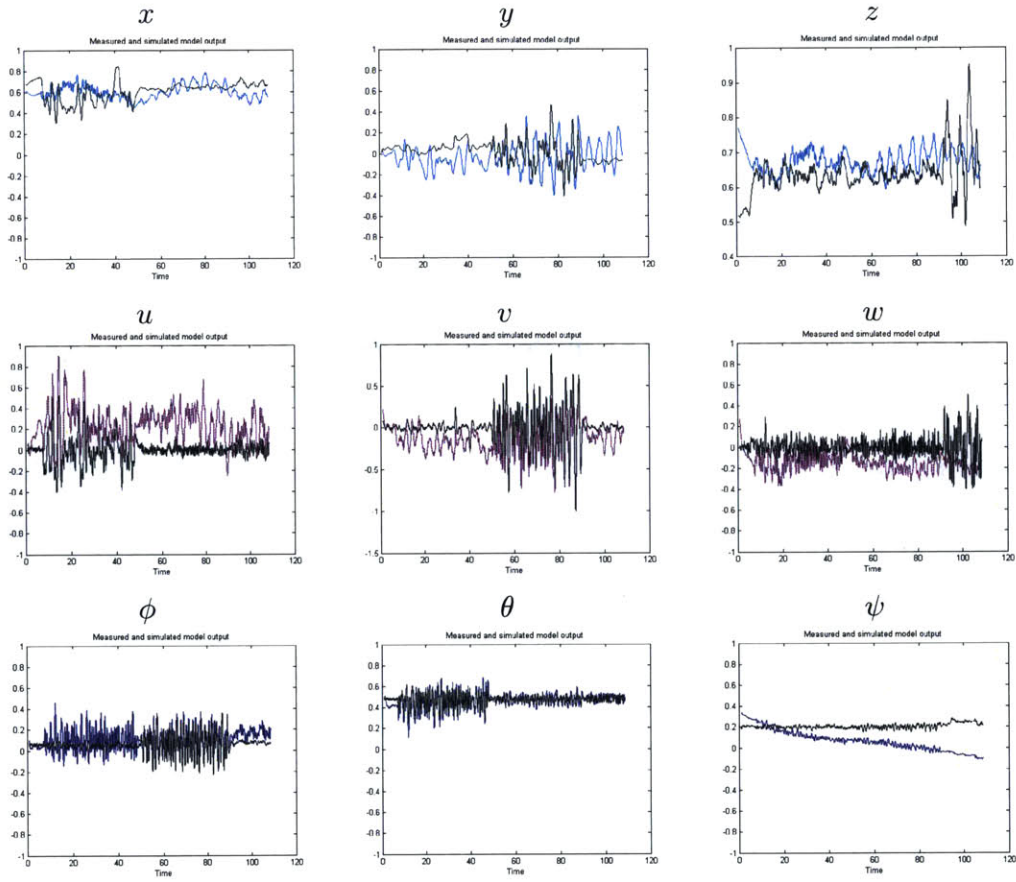 x y z
Measured and simulated model output Measured and simulated model output Measured and simulated model output
1 1 1
0.8 0.8
0.6 0.6 0.9
0.4 0.4
0.2 0.2 0.8
0 0 0.7
-0.2 -0.2
-0.4 -0.4 0.6
-0.6 -0.6 0.5
-0.8 -0.8
-1 -1 0.4
0 20 40 60 80 100 120 0 20 40 60 80 100 120 0 20 40 60 80 100 120
Time Time Time
u v w
Measured and simulated model output Measured and simulated model output Measured and simulated model output
1 1 1
0.8 0.8
0.6 0.5 0.6
0.4 0.4
0.2 0 0.2
0 0
-0.2 -0.5 -0.2
-0.4 -0.4
-0.6 -1 -0.6
-0.8 -0.8
-1 -1.5 -1
0 20 40 60 80 100 120 0 20 40 60 80 100 120 0 20 40 60 80 100 120
Time Time Time
ϕ θ ψ
Measured and simulated model output Measured and simulated model output Measured and simulated model output
1 1 1
0.8 0.8 0.8
0.6 0.6 0.6
0.4 0.4 0.4
0.2 0.2 0.2
0 0 0
-0.2 -0.2 -0.2
-0.4 -0.4 -0.4
-0.6 -0.6 -0.6
-0.8 -0.8 -0.8
-1 -1 -1
0 20 40 60 80 100 120 0 20 40 60 80 100 120 0 20 40 60 80 100 120
Time Time Time